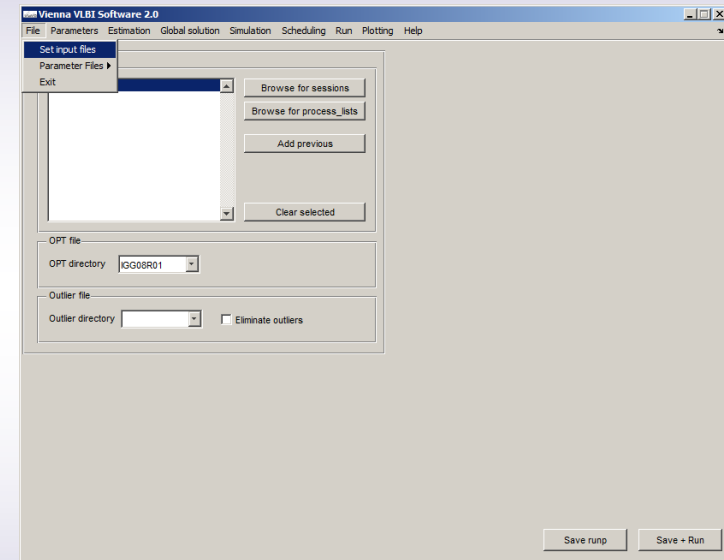 Vienna VLBI Software 2.0
File Parameters Estimation Global solution Simulation Scheduling Run Plotting Help
Set input files
Parameter Files
Exit
Browse for sessions
Browse for process_lists
Add previous
Clear selected
OPT file
OPT directory IGG08R01
Outlier file
Outlier directory Eliminate outliers
Save runp Save + Run